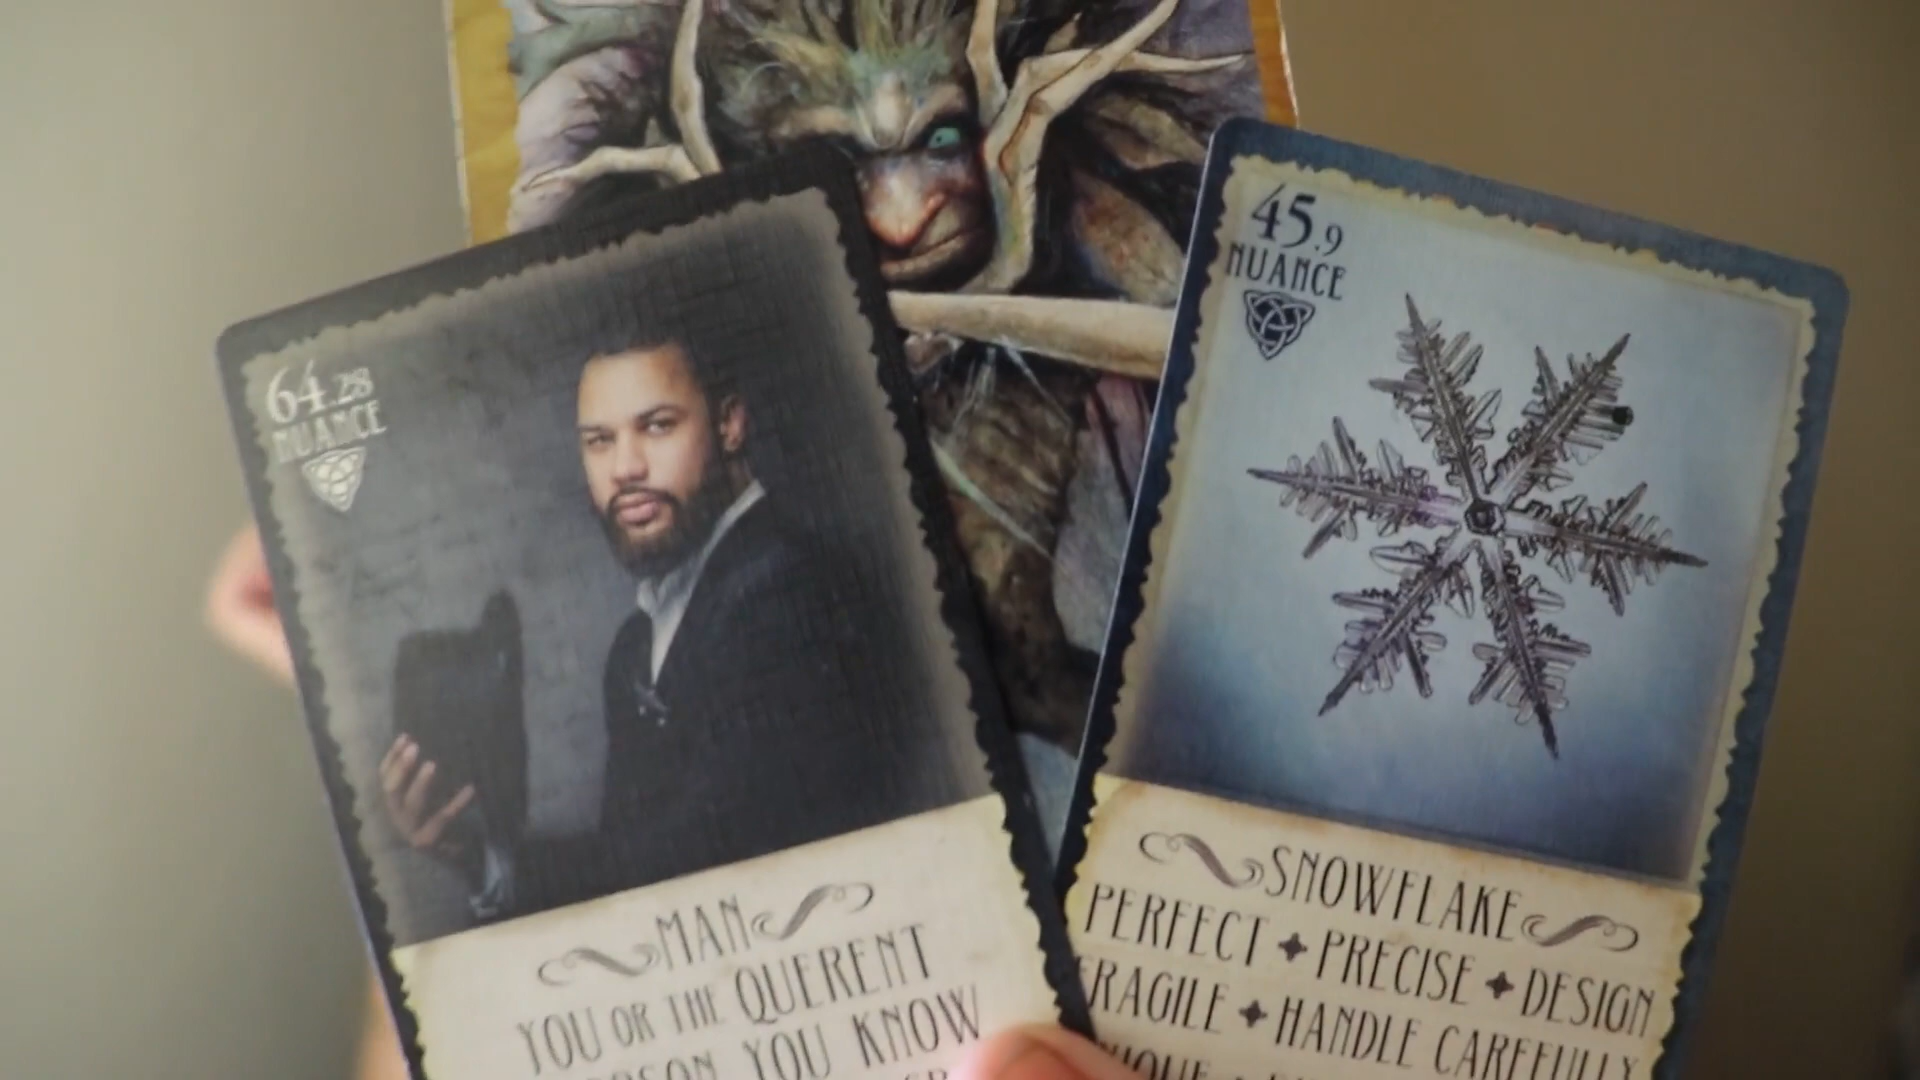 64.28
NUANCE
MAN
YOU OR THE QUERENT
YOU KNOW
45.9
NUANCE
SNOWFLAKE
PERFECT ✦ PRECISE ✦ DESIGN
FRAGILE ✦ HANDLE CAREFULLY